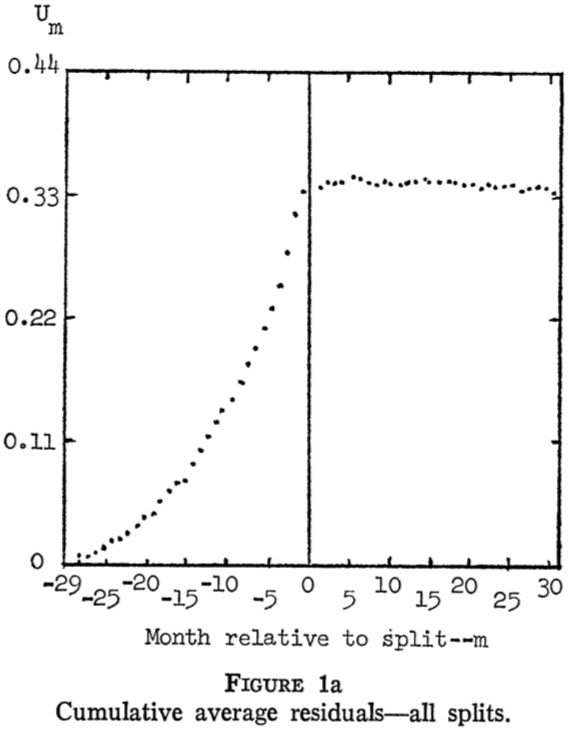 U
m
0.44
0.33
0.22
0.11
0
-29 -20 -10 0 10 20 30
-25 -15 -5 5 15 25
Month relative to split--m
FIGURE 1a
Cumulative average residuals—all splits.